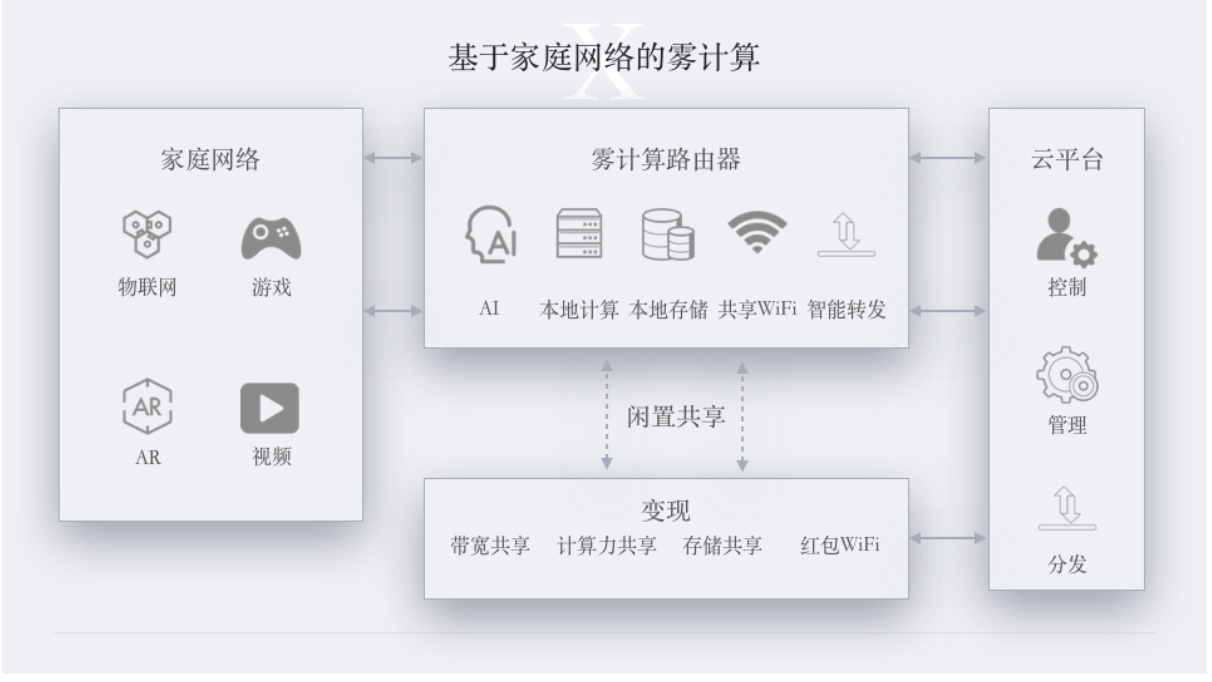 X
基于家庭网络的雾计算
家庭网络
物联网
游戏
AR
AR
视频
雾计算路由器
AI
AI
本地计算
本地存储
共享WiFi
智能转发
闲置共享
变现
带宽共享
计算力共享
存储共享
红包WiFi
云平台
控制
管理
分发